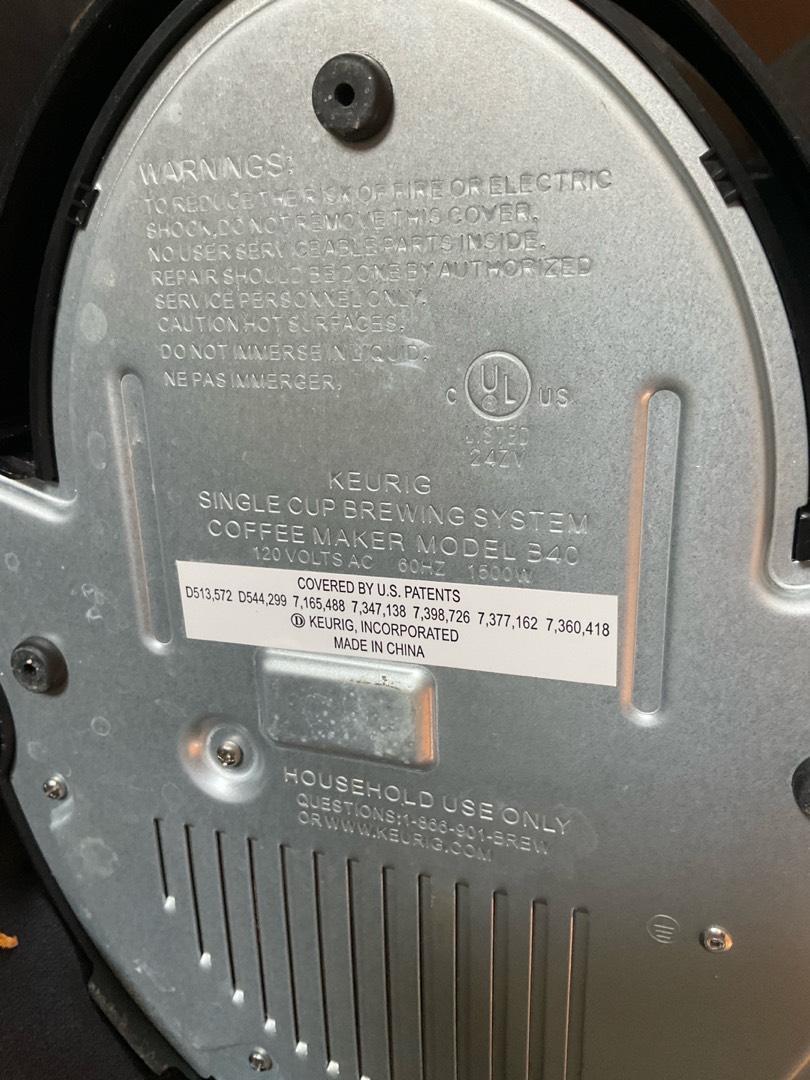 WARNINGS:
TO REDUCE THE RISK OF FIRE OR ELECTRIC
SHOCK,DO NOT REMOVE THIS COVER.
NO USER SERVICEABLE PARTS INSIDE.
REPAIR SHOULD BE DONE BY AUTHORIZED
SERVICE PERSONNEL ONLY.
CAUTION HOT SURFACES.
DO NOT IMMERSE IN LIQUID.
NE PAS IMMERGER.
C UL ® US
LISTED
24ZV
KEURIG
SINGLE CUP BREWING SYSTEM
COFFEE MAKER MODEL B40
120 VOLTS AC 60HZ 1500W
COVERED BY U.S. PATENTS
D513,572 D544,299 7,165,488 7,347,138 7,398,726 7,377,162 7,360,418
Ⓓ KEURIG, INCORPORATED
MADE IN CHINA
HOUSEHOLD USE ONLY
QUESTIONS:1-866-901-BREW
OR WWW.KEURIG.COM